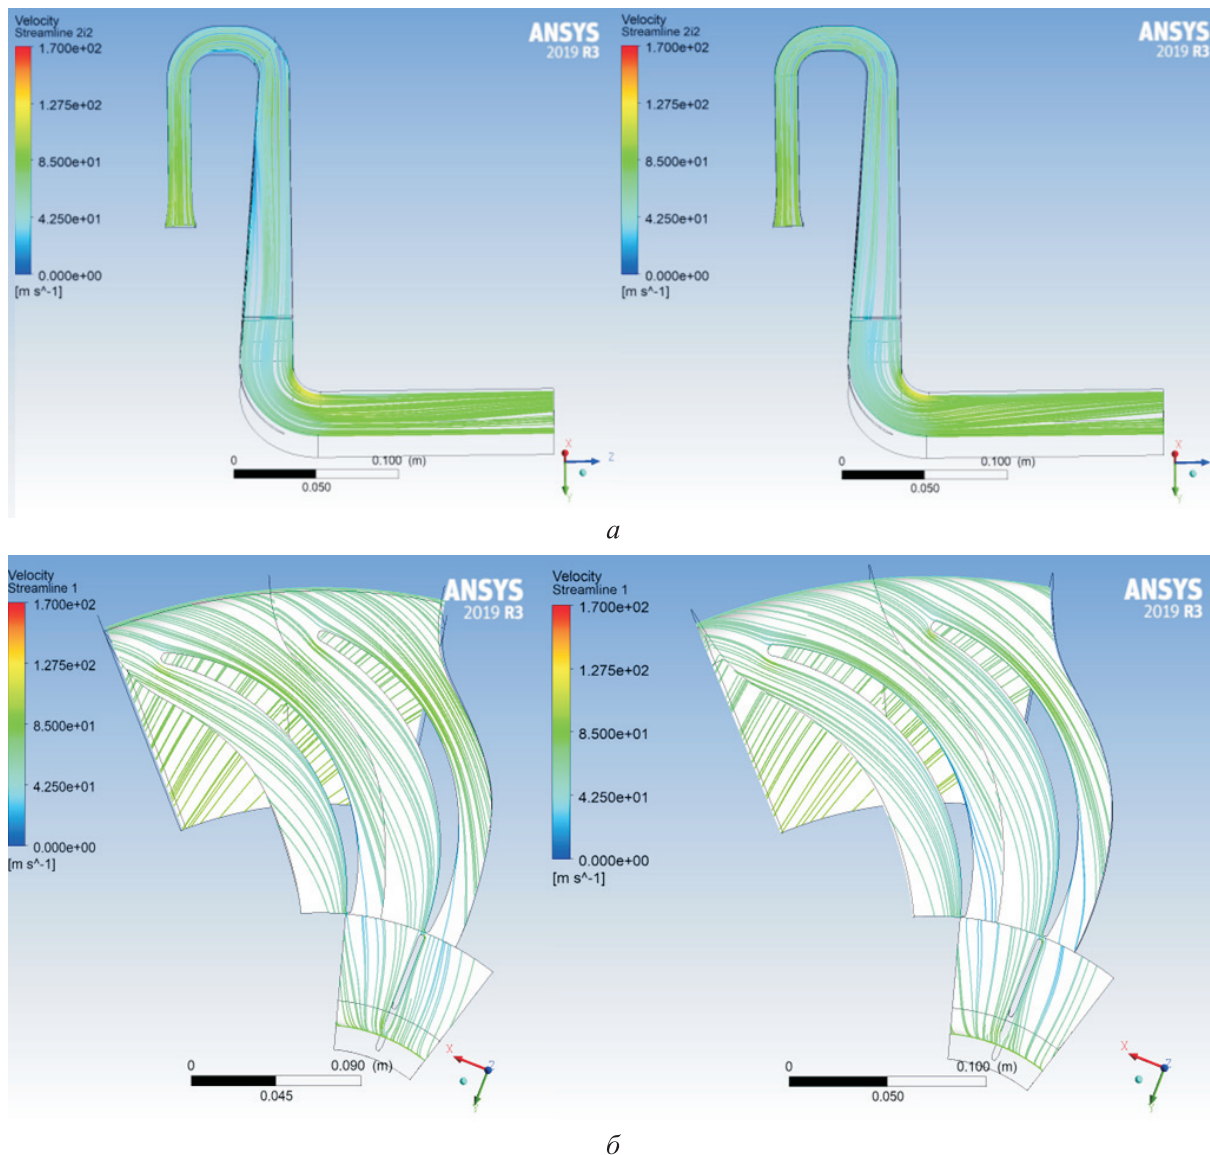 Velocity
Streamline 2i2
1.700e+02
1.275e+02
8.500e+01
4.250e+01
0.000e+00
[m s^-1]
ANSYS
2019 R3
0
0.100 (m)
0.050
X
Z
Y
Velocity
Streamline 2i2
1.700e+02
1.275e+02
8.500e+01
4.250e+01
0.000e+00
[m s^-1]
ANSYS
2019 R3
0
0.100 (m)
0.050
X
Y
а
Velocity
Streamline 1
1.700e+02
1.275e+02
8.500e+01
4.250e+01
0.000e+00
[m s^-1]
ANSYS
2019 R3
0
0.090 (m)
0.045
X
Z
Y
Velocity
Streamline 1
1.700e+02
1.275e+02
8.500e+01
4.250e+01
0.000e+00
[m s^-1]
ANSYS
2019 R3
0
0.100 (m)
0.050
X
Z
Y
б